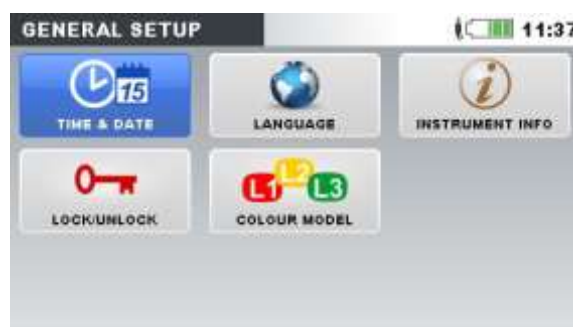 GENERAL SETUP
11:37
15
TIME & DATE
LANGUAGE
i
INSTRUMENT INFO
LOCK/UNLOCK
L1 L2 L3
COLOUR MODEL